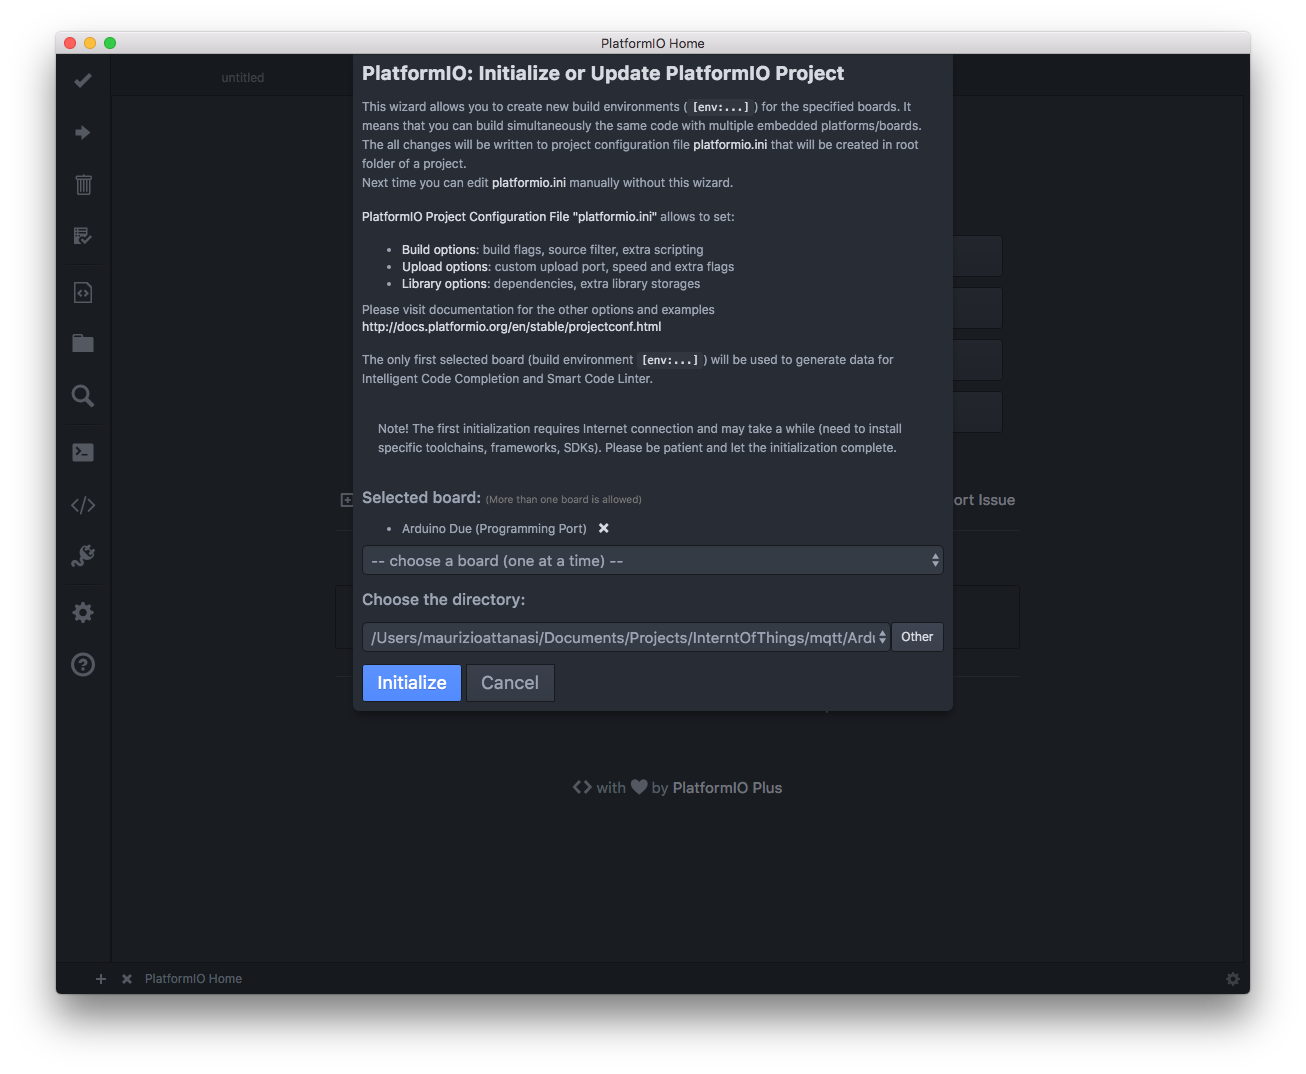 PlatformIO Home
untitled
PlatformIO: Initialize or Update PlatformIO Project
This wizard allows you to create new build environments ( [env:...] ) for the specified boards. It
means that you can build simultaneously the same code with multiple embedded platforms/boards.
The all changes will be written to project configuration file platformio.ini that will be created in root
folder of a project.
Next time you can edit platformio.ini manually without this wizard.
PlatformIO Project Configuration File "platformio.ini" allows to set:
• Build options: build flags, source filter, extra scripting
• Upload options: custom upload port, speed and extra flags
• Library options: dependencies, extra library storages
Please visit documentation for the other options and examples
http://docs.platformio.org/en/stable/projectconf.html
The only first selected board (build environment [env:...] ) will be used to generate data for
Intelligent Code Completion and Smart Code Linter.
Note! The first initialization requires Internet connection and may take a while (need to install
specific toolchains, frameworks, SDKs). Please be patient and let the initialization complete.
Selected board: (More than one board is allowed)
ort Issue
• Arduino Due (Programming Port)
-- choose a board (one at a time) --
Choose the directory:
/Users/maurizioattanasi/Documents/Projects/InterntOfThings/mqtt/Ardu
Other
Initialize
Cancel
with ♥ by PlatformIO Plus
PlatformIO Home